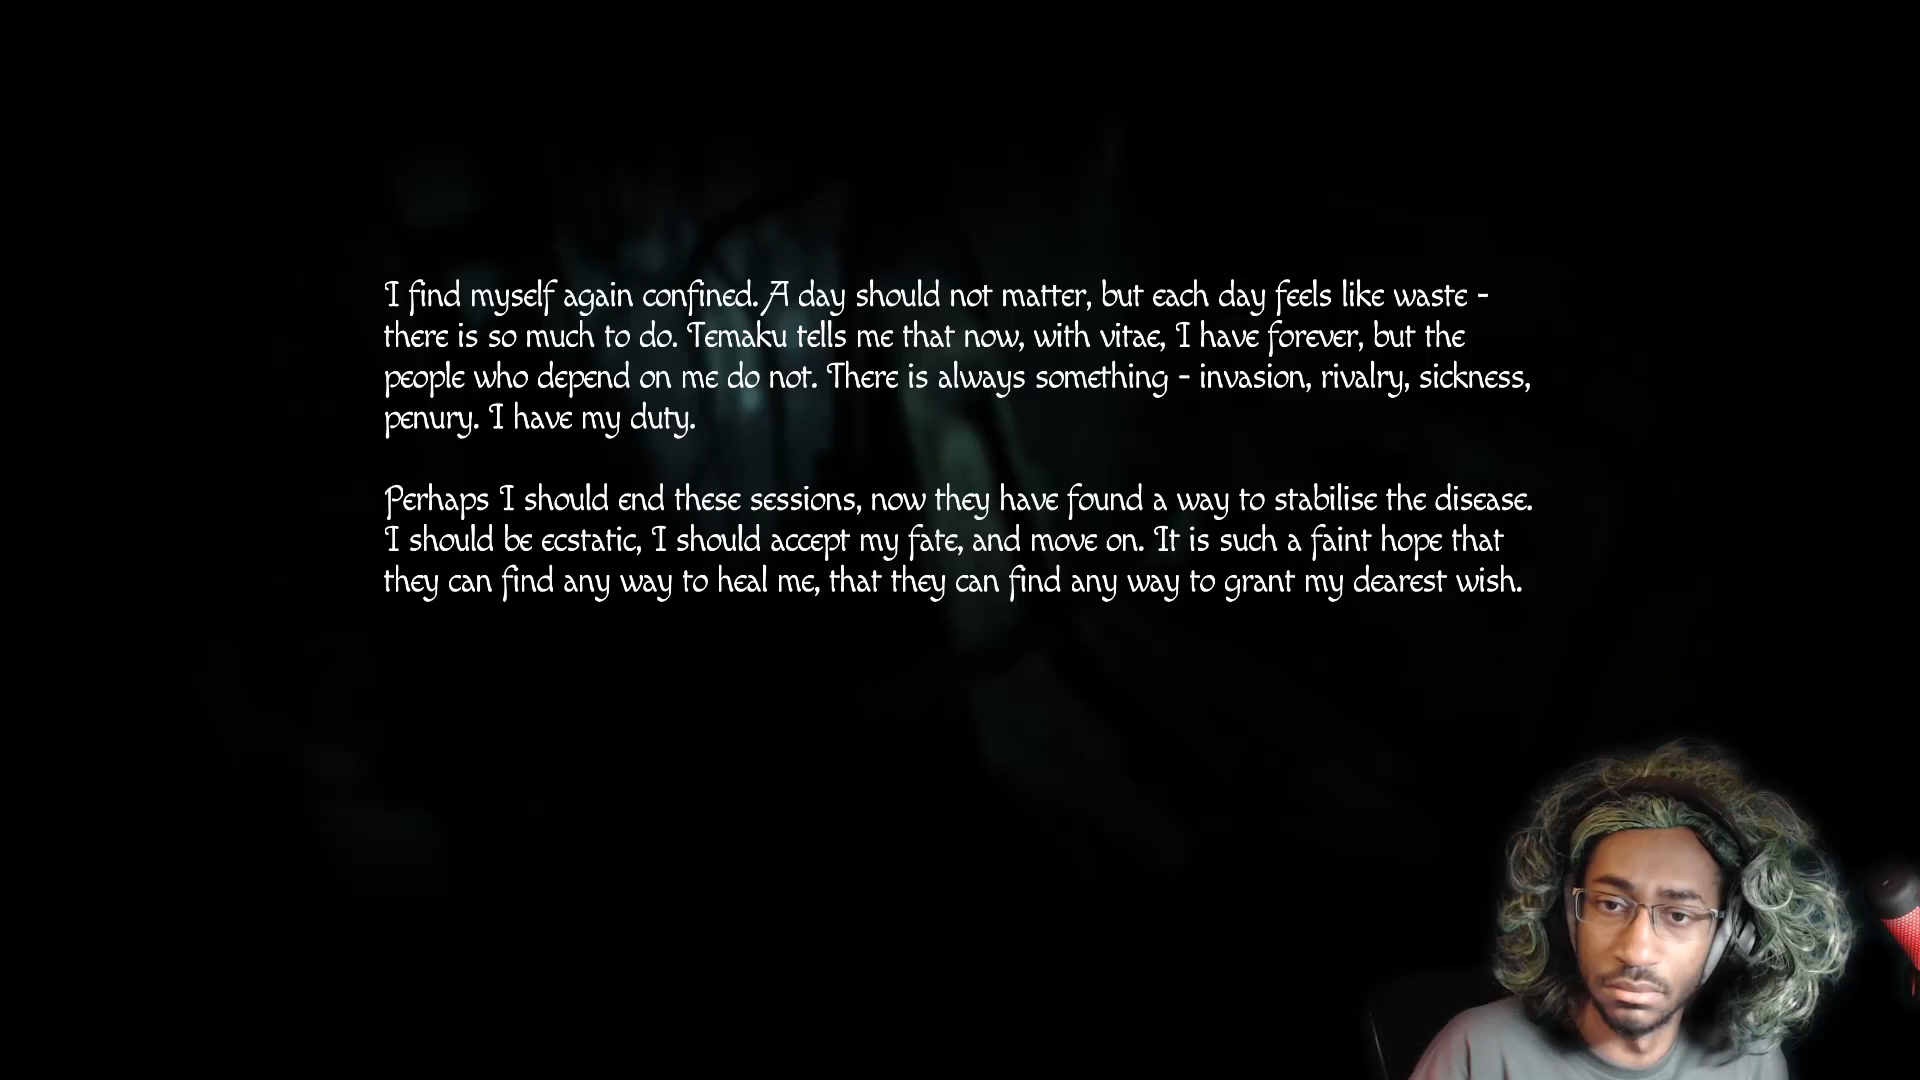 I find myself again confined. A day should not matter, but each day feels like waste -
there is so much to do. Temaku tells me that now, with vitae, I have forever, but the
people who depend on me do not. There is always something - invasion, rivalry, sickness,
penury. I have my duty.
Perhaps I should end these sessions, now they have found a way to stabilise the disease.
I should be ecstatic, I should accept my fate, and move on. It is such a faint hope that
they can find any way to heal me, that they can find any way to grant my dearest wish.